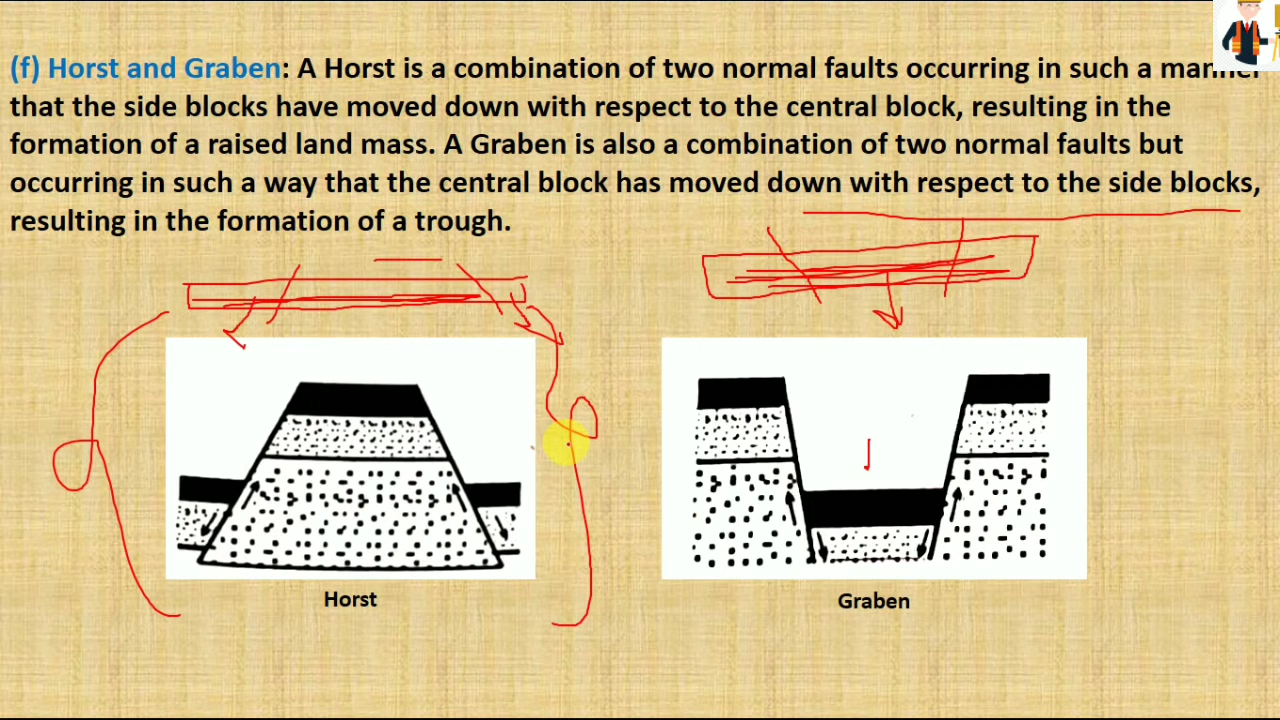 (f) Horst and Graben: A Horst is a combination of two normal faults occurring in such a manner
that the side blocks have moved down with respect to the central block, resulting in the
formation of a raised land mass. A Graben is also a combination of two normal faults but
occurring in such a way that the central block has moved down with respect to the side blocks,
resulting in the formation of a trough.
Horst
Graben